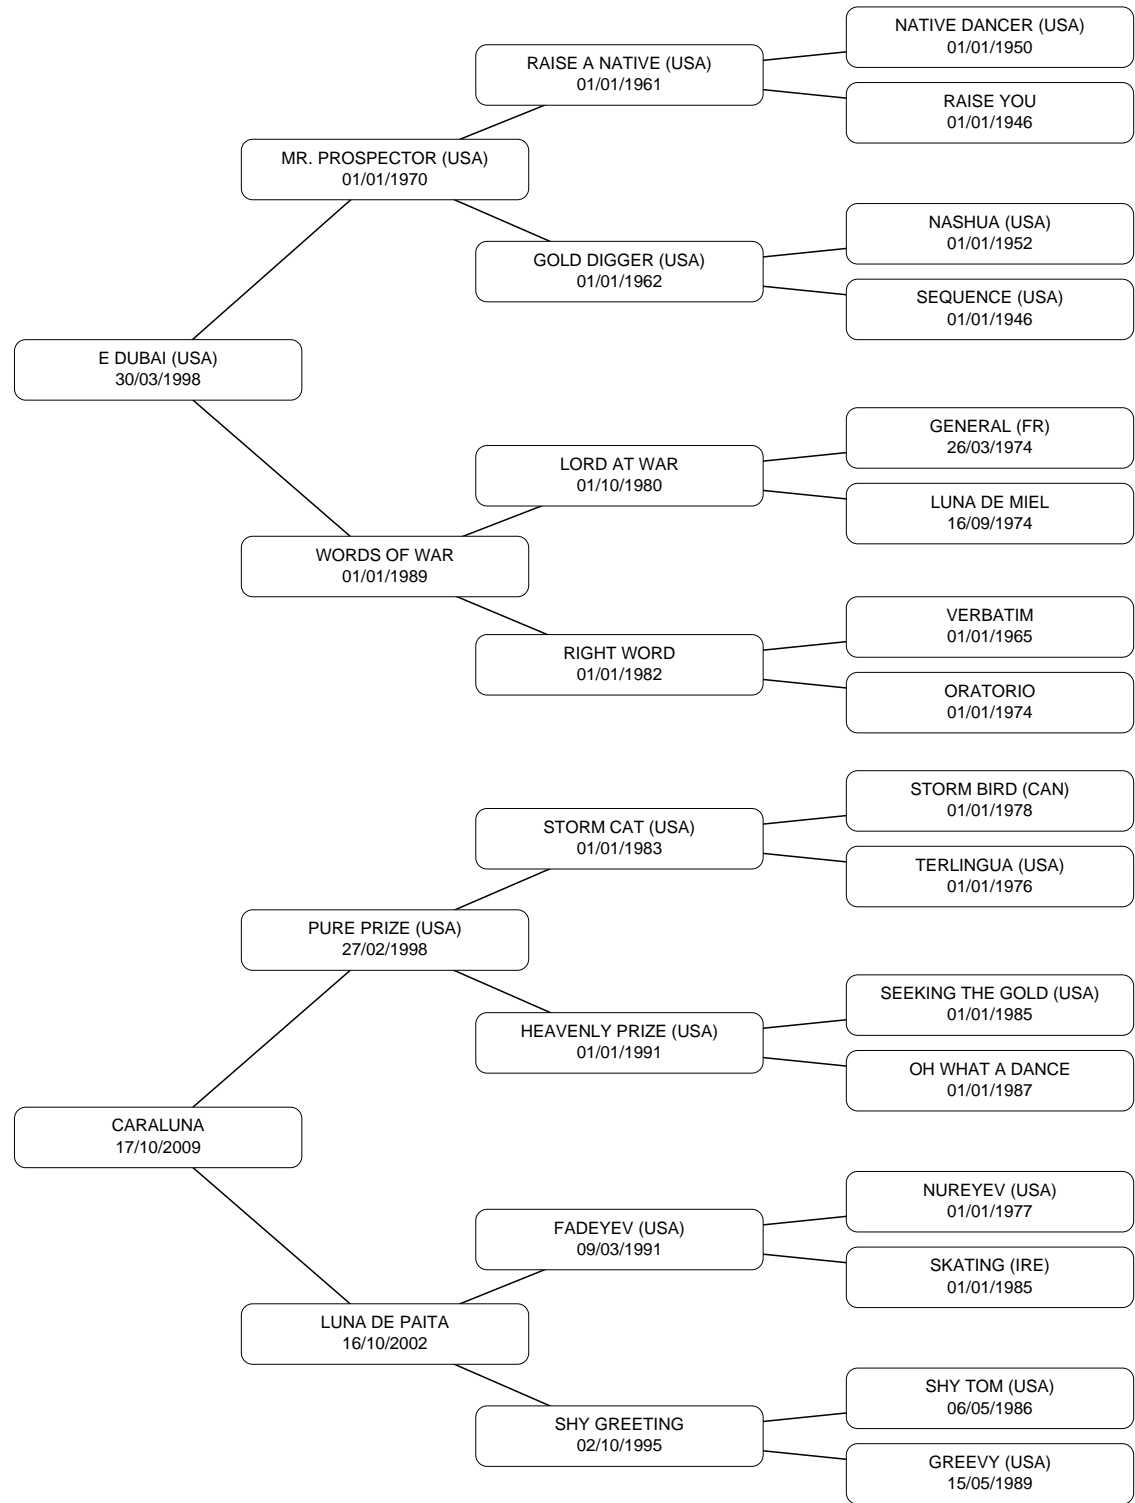 NATIVE DANCER (USA)
01/01/1950
RAISE A NATIVE (USA)
01/01/1961
RAISE YOU
01/01/1946
MR. PROSPECTOR (USA)
01/01/1970
NASHUA (USA)
01/01/1952
GOLD DIGGER (USA)
01/01/1962
SEQUENCE (USA)
01/01/1946
E DUBAI (USA)
30/03/1998
GENERAL (FR)
26/03/1974
LORD AT WAR
01/10/1980
LUNA DE MIEL
16/09/1974
WORDS OF WAR
01/01/1989
VERBATIM
01/01/1965
RIGHT WORD
01/01/1982
ORATORIO
01/01/1974
STORM BIRD (CAN)
01/01/1978
STORM CAT (USA)
01/01/1983
TERLINGUA (USA)
01/01/1976
PURE PRIZE (USA)
27/02/1998
SEEKING THE GOLD (USA)
01/01/1985
HEAVENLY PRIZE (USA)
01/01/1991
OH WHAT A DANCE
01/01/1987
CARALUNA
17/10/2009
NUREYEV (USA)
01/01/1977
FADEYEV (USA)
09/03/1991
SKATING (IRE)
01/01/1985
LUNA DE PAITA
16/10/2002
SHY TOM (USA)
06/05/1986
SHY GREETING
02/10/1995
GREEVY (USA)
15/05/1989